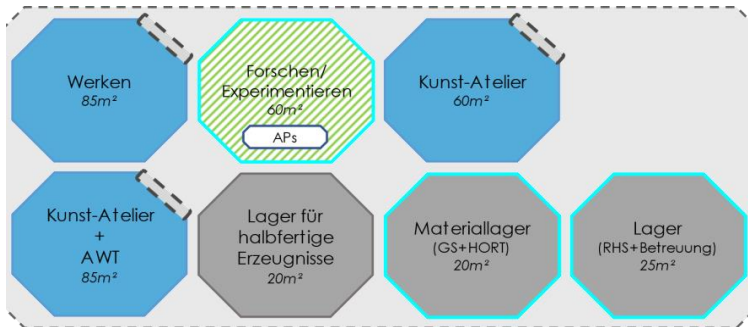 Werken
85m²
Forschen/
Experimentieren
60m²
APs
Kunst-Atelier
60m²
Kunst-Atelier
+
AWT
85m²
Lager für
halbfertige
Erzeugnisse
20m²
Materiallager
(GS+HORT)
20m²
Lager
(RHS+Betreuung)
25m²